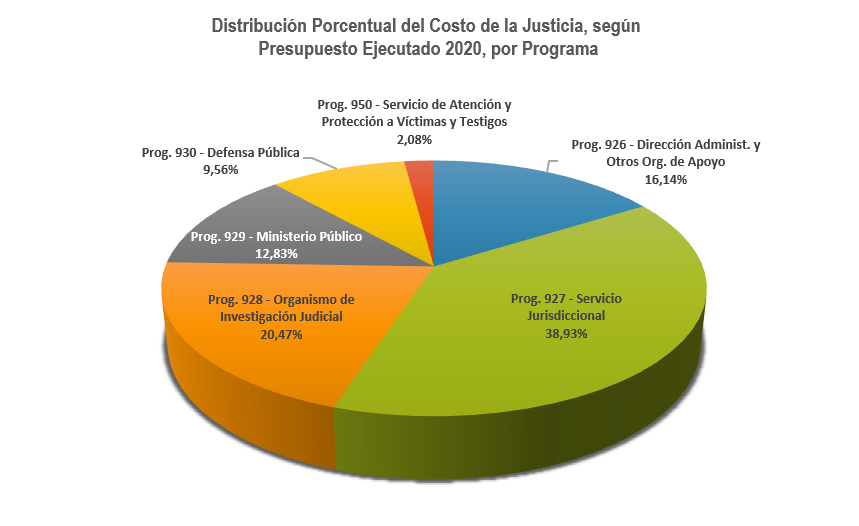 Distribución Porcentual del Costo de la Justicia, según
Presupuesto Ejecutado 2020, por Programa
Prog. 950 - Servicio de Atención y
Protección a Víctimas y Testigos
2,08%
Prog. 930 - Defensa Pública
9,56%
Prog. 926 - Dirección Administ. y
Otros Org. de Apoyo
16,14%
Prog. 929 - Ministerio Público
12,83%
Prog. 928 - Organismo de
Investigación Judicial
20,47%
Prog. 927 - Servicio
Jurisdiccional
38,93%